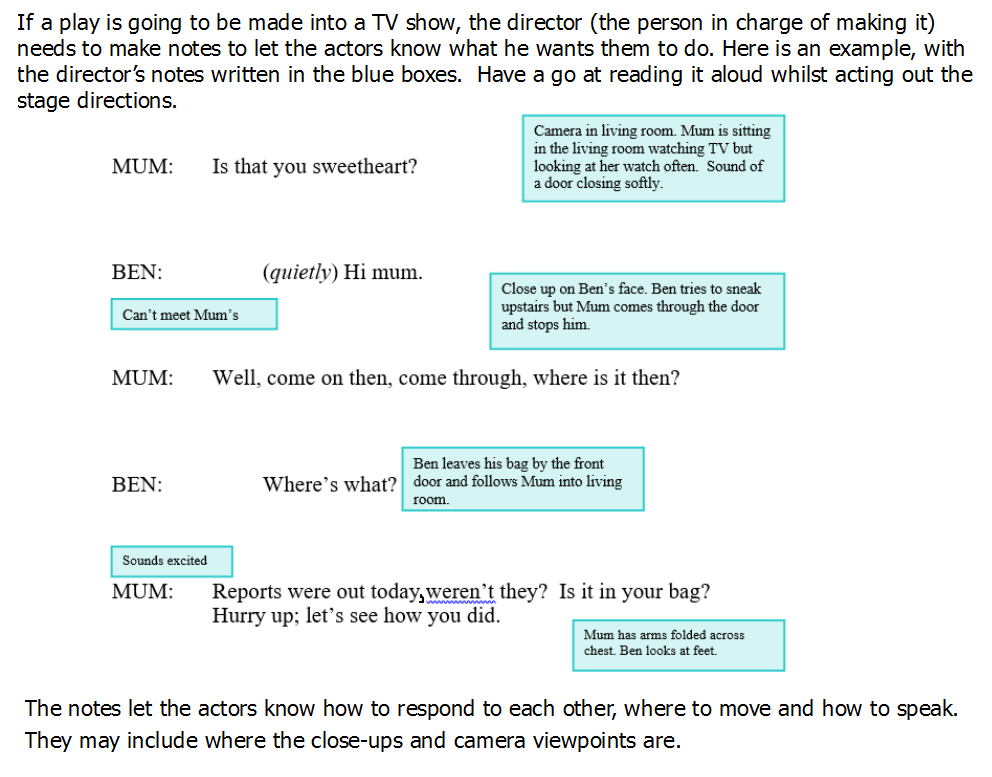 If a play is going to be made into a TV show, the director (the person in charge of making it)
needs to make notes to let the actors know what he wants them to do. Here is an example, with
the director's notes written in the blue boxes.  Have a go at reading it aloud whilst acting out the
stage directions.
Camera in living room. Mum is sitting
in the living room watching TV but
looking at her watch often.  Sound of
a door closing softly.
MUM: Is that you sweetheart?
BEN: (quietly) Hi mum.
Close up on Ben's face. Ben tries to sneak
upstairs but Mum comes through the door
and stops him.
Can't meet Mum's
MUM: Well, come on then, come through, where is it then?
Ben leaves his bag by the front
door and follows Mum into living
room.
BEN: Where's what?
Sounds excited
MUM: Reports were out today, weren't they?  Is it in your bag?
Hurry up; let's see how you did.
Mum has arms folded across
chest. Ben looks at feet.
The notes let the actors know how to respond to each other, where to move and how to speak.
They may include where the close-ups and camera viewpoints are.